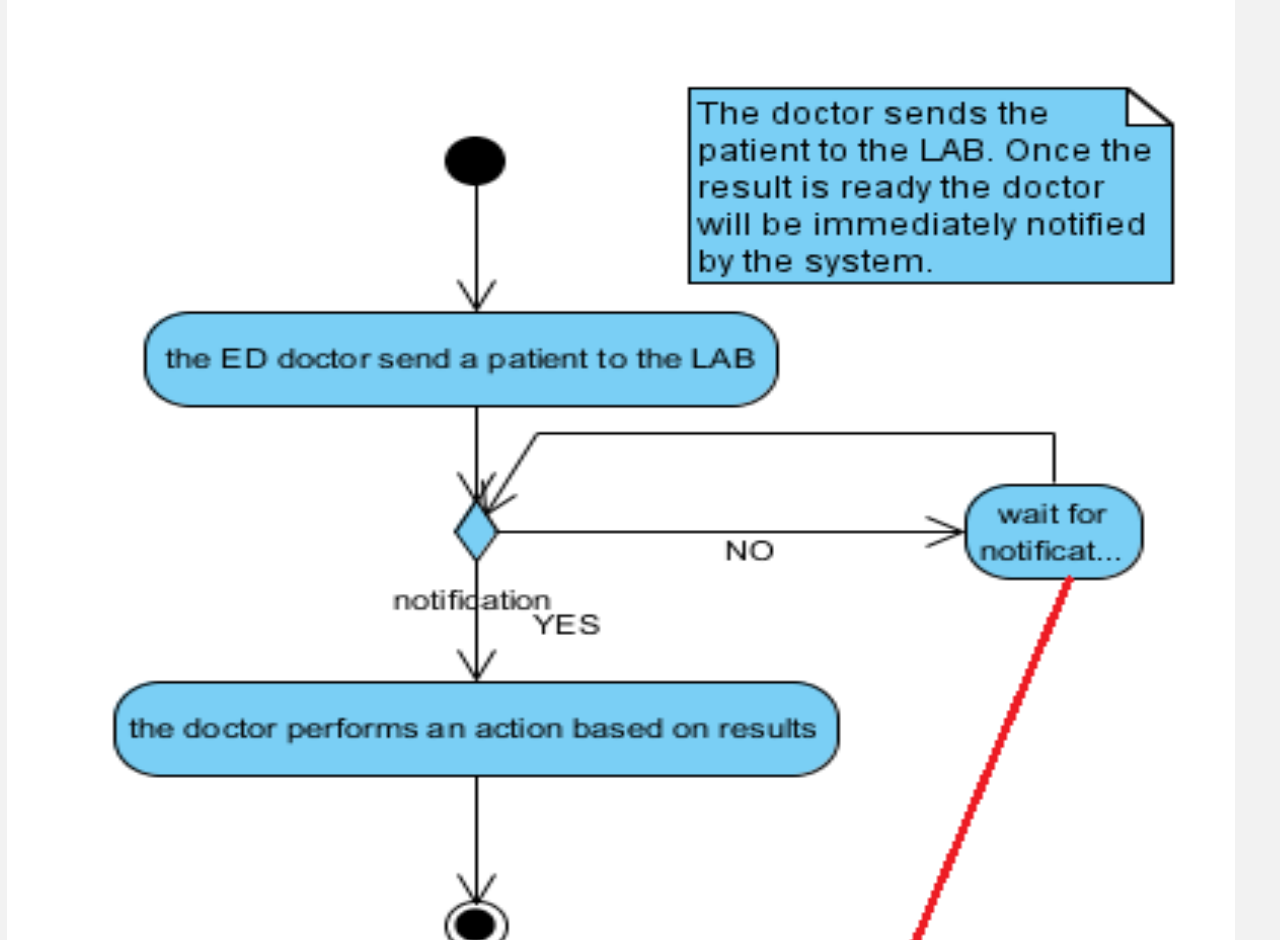 The doctor sends the
patient to the LAB. Once the
result is ready the doctor
will be immediately notified
by the system.
the ED doctor send a patient to the LAB
wait for
notificat...
NO
notification
YES
the doctor performs an action based on results